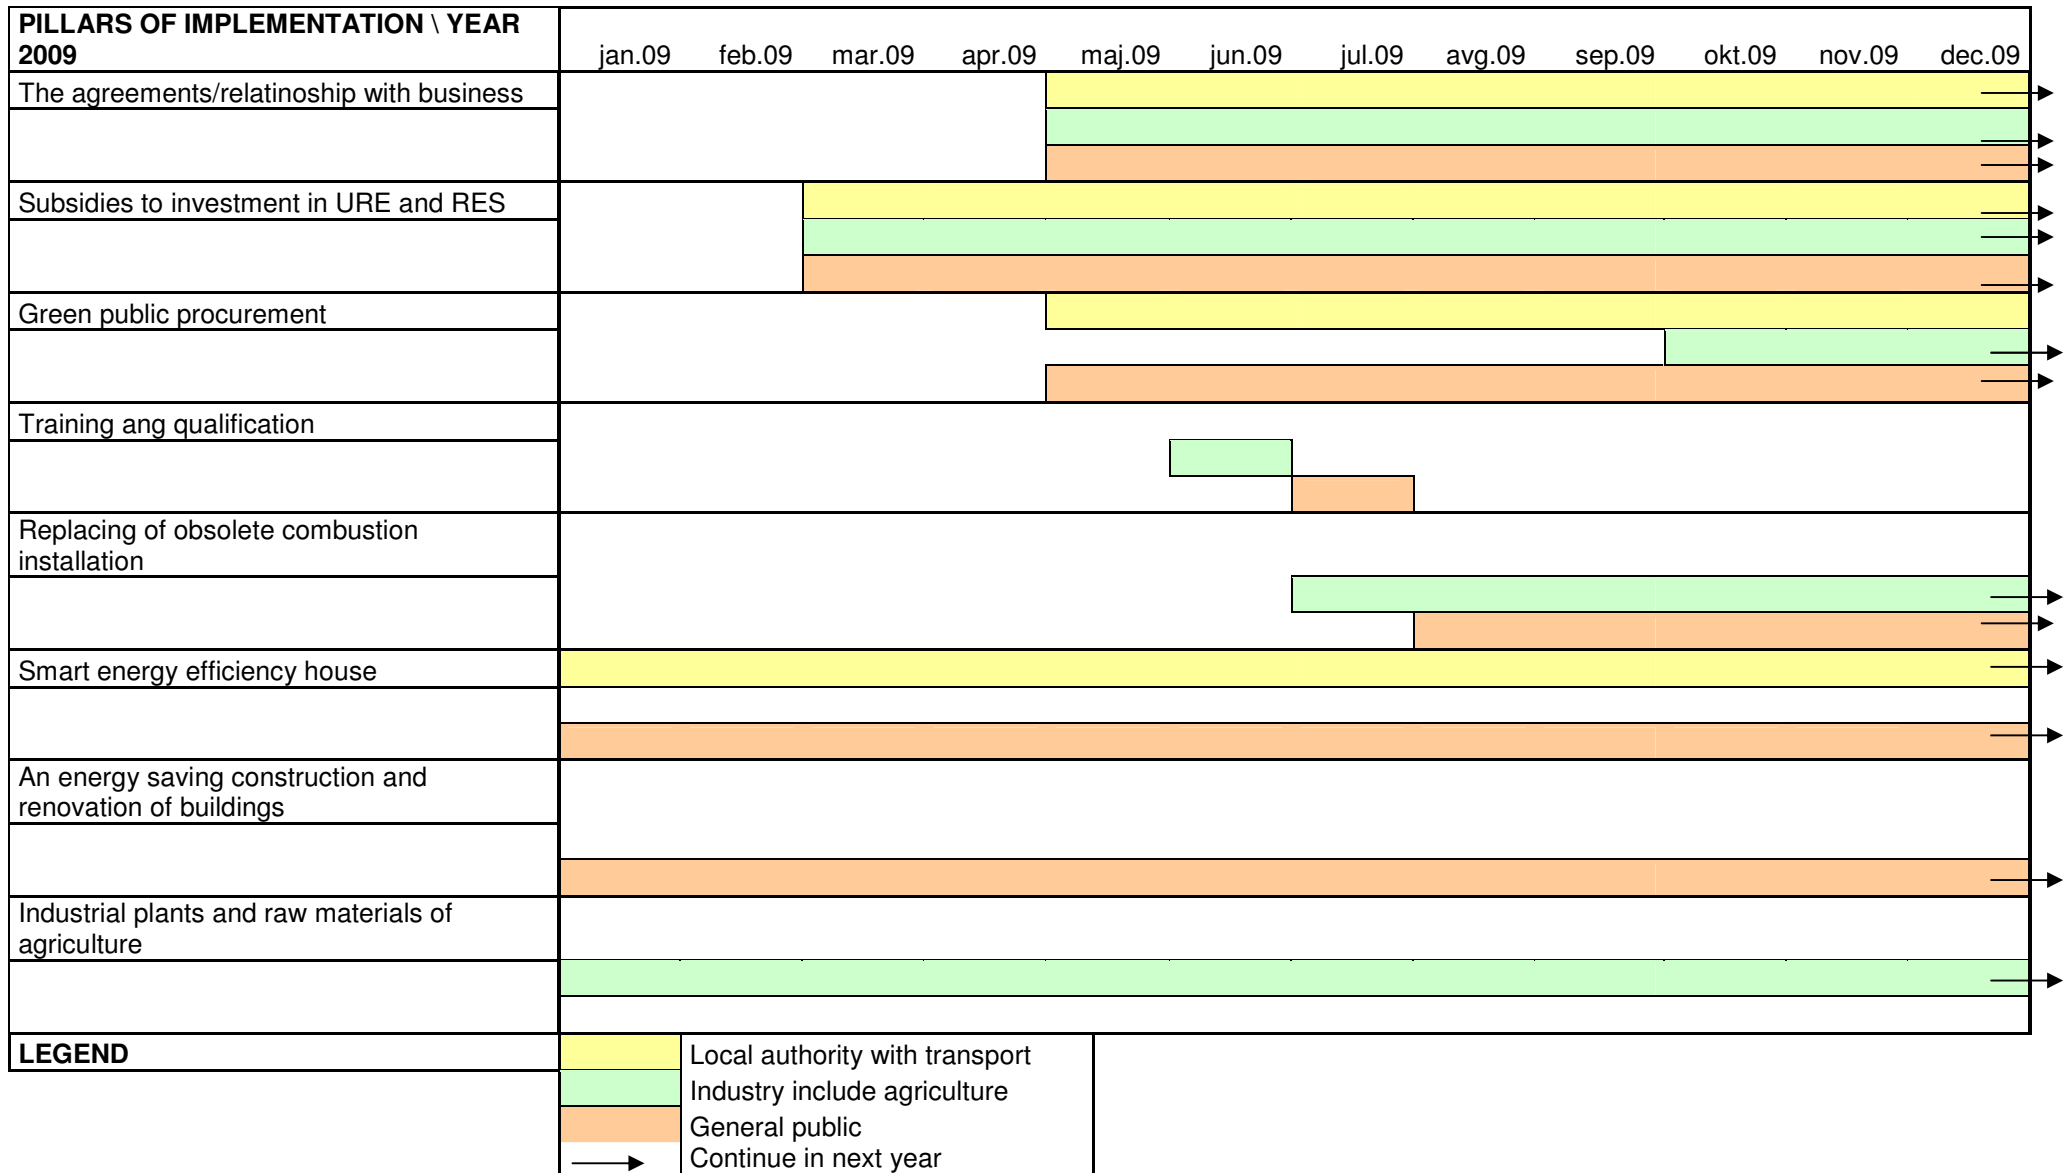 PILLARS OF IMPLEMENTATION \ YEAR
2009
jan.09 feb.09 mar.09 apr.09 maj.09 jun.09 jul.09 avg.09 sep.09 okt.09 nov.09 dec.09
The agreements/relatinoship with business
Subsidies to investment in URE and RES
Green public procurement
Training ang qualification
Replacing of obsolete combustion
installation
Smart energy efficiency house
An energy saving construction and
renovation of buildings
Industrial plants and raw materials of
agriculture
LEGEND
Local authority with transport
Industry include agriculture
General public
Continue in next year